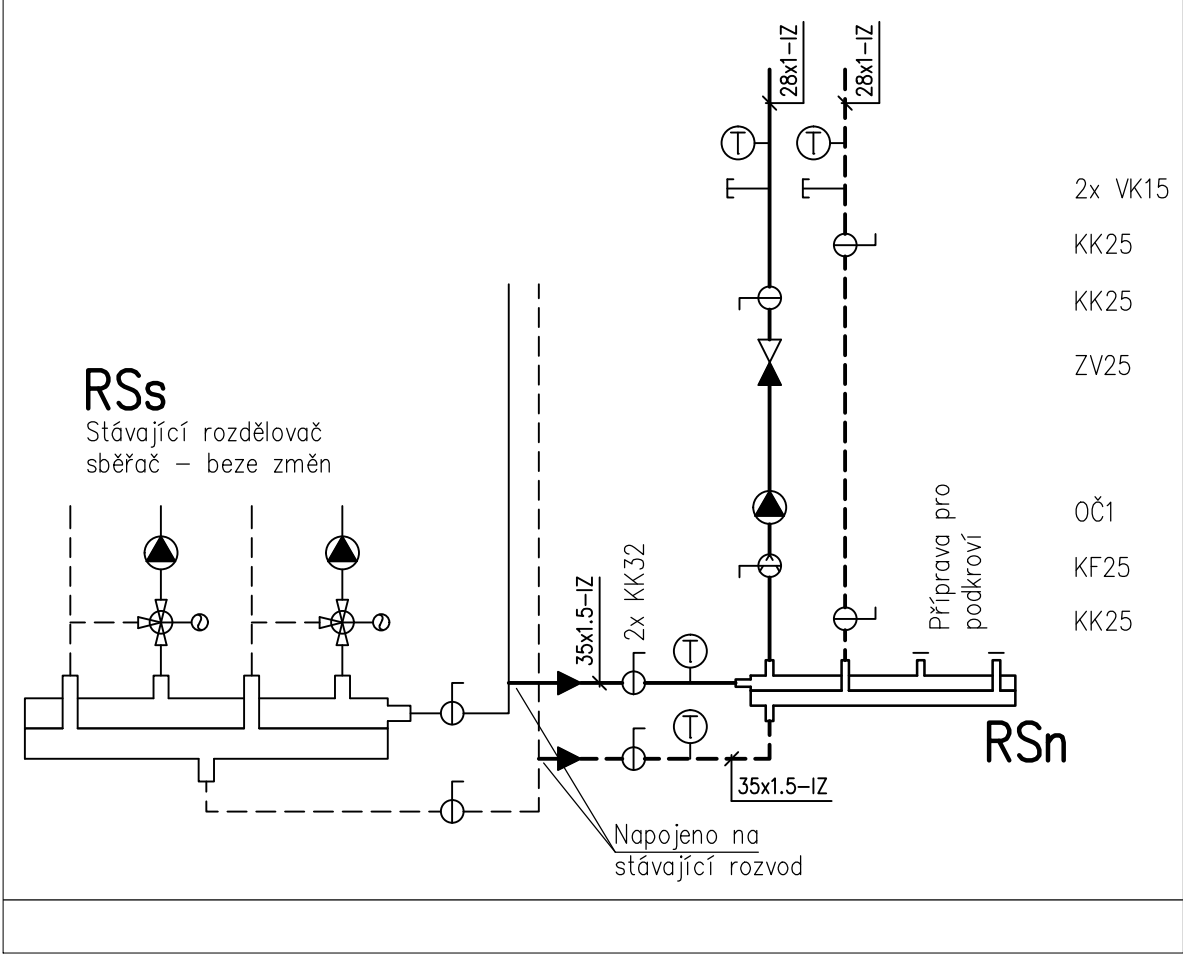 28x1-IZ
28x1-IZ
T
T
2x VK15
KK25
KK25
ZV25
RSs
Stávající rozdělovač
sběřač – beze změn
OČ1
KF25
KK25
Příprava pro
podkroví
35x1.5-IZ
2x KK32
T
T
RSn
35x1.5-IZ
Napojeno na
stávající rozvod